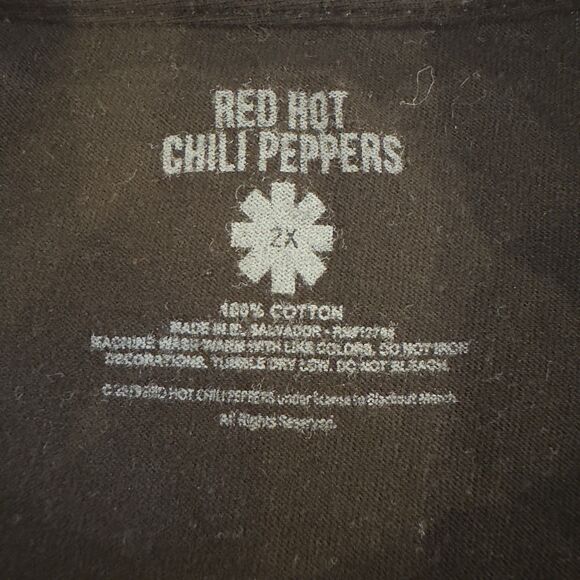 RED HOT
CHILI PEPPERS
2X
100% COTTON
MADE IN EL SALVADOR -
MACHINE WASH WARM WITH LIKE COLORS. DO NOT IRON
DECORATIONS. TUMBLE DRY LOW. DO NOT BLEACH.
© RED HOT CHILI PEPPERS under license to Blackout Merch.
All Rights Reserved.